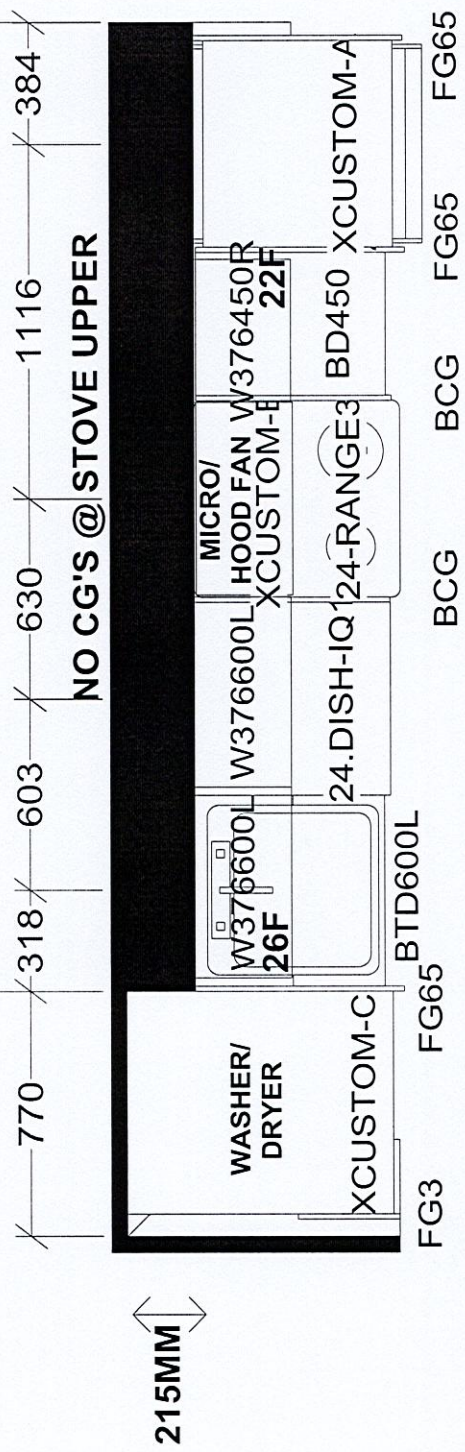 770
318
603
630
1116
384
NO CG'S @ STOVE UPPER
215MM
WASHER/
DRYER
XCUSTOM-C
W376600L
26F
W376600L
MICRO/
HOOD FAN
XCUSTOM-B
W376450R
22F
24.DISH-IQ1
24-RANGE3
BD450
XCUSTOM-A
BTD600L
FG3
FG65
BCG
BCG
FG65
FG65